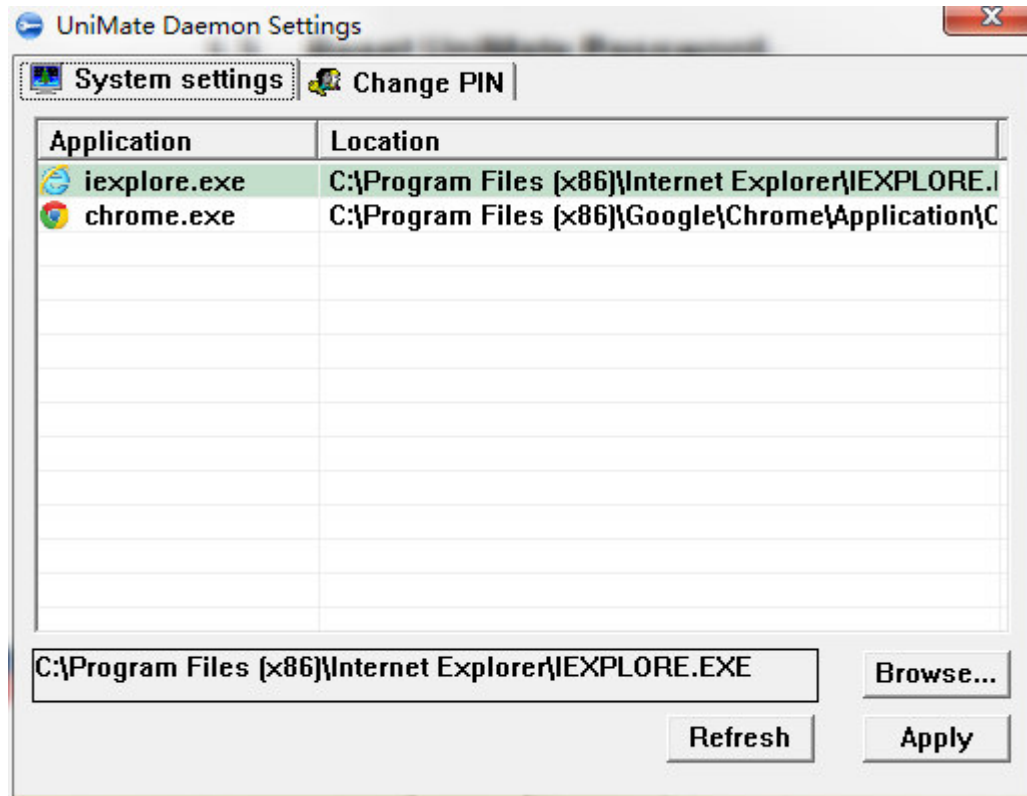 UniMate Daemon Settings
System settings Change PIN
Application Location
iexplore.exe C:\Program Files (x86)\Internet Explorer\IEXPLORE.
chrome.exe C:\Program Files (x86)\Google\Chrome\Application\C
C:\Program Files (x86)\Internet Explorer\IEXPLORE.EXE
Browse...
Refresh Apply